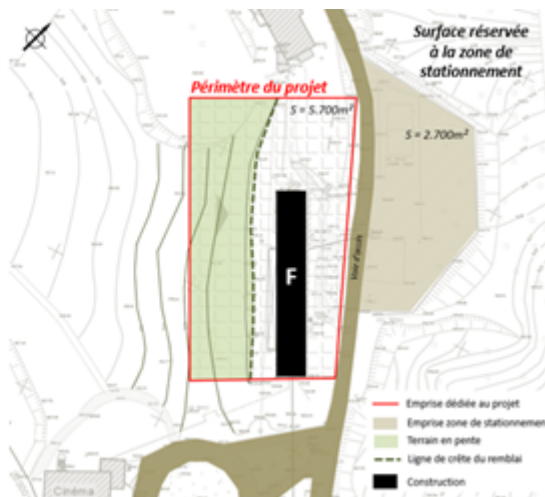 Surface réservée
à la zone de
stationnement
Périmètre du projet
S = 5.700m²
S = 2.700m²
F
Voie d'accès
Emprise dédiée au projet
Emprise zone de stationnement
Terrain en pente
Ligne de crête du remblai
Construction
Cinéma